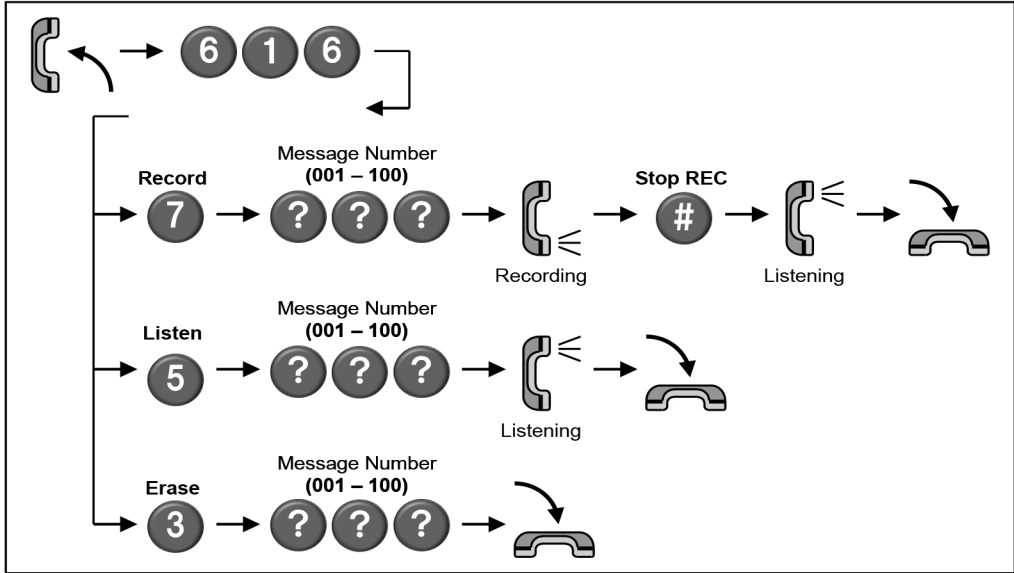 6 1 6
Message Number
(001 – 100)
Record
Stop REC
7 ? ? ? #
Recording
Listening
Message Number
(001 – 100)
Listen
5 ? ? ?
Listening
Message Number
(001 – 100)
Erase
3 ? ? ?